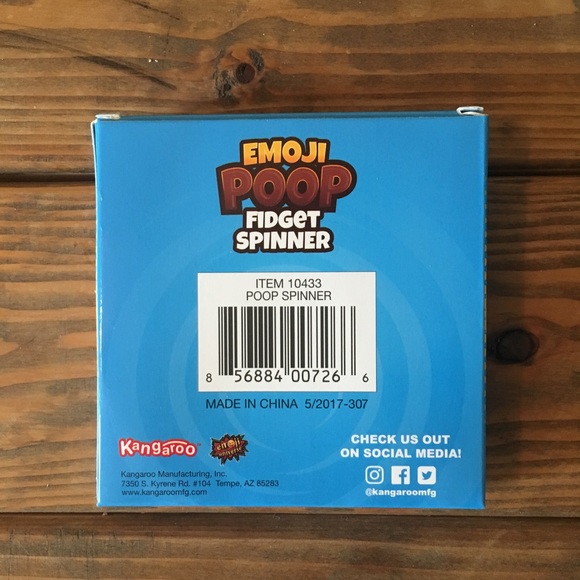 EMOJI
POOP
FIDGET
SPINNER
ITEM 10433
POOP SPINNER
8 56884 00726 6
MADE IN CHINA 5/2017-307
Kangaroo™
CHECK US OUT
ON SOCIAL MEDIA!
Kangaroo Manufacturing, Inc.
7350 S. Kyrene Rd. #104 Tempe, AZ 85283
www.kangaroomfg.com
@kangaroomfg